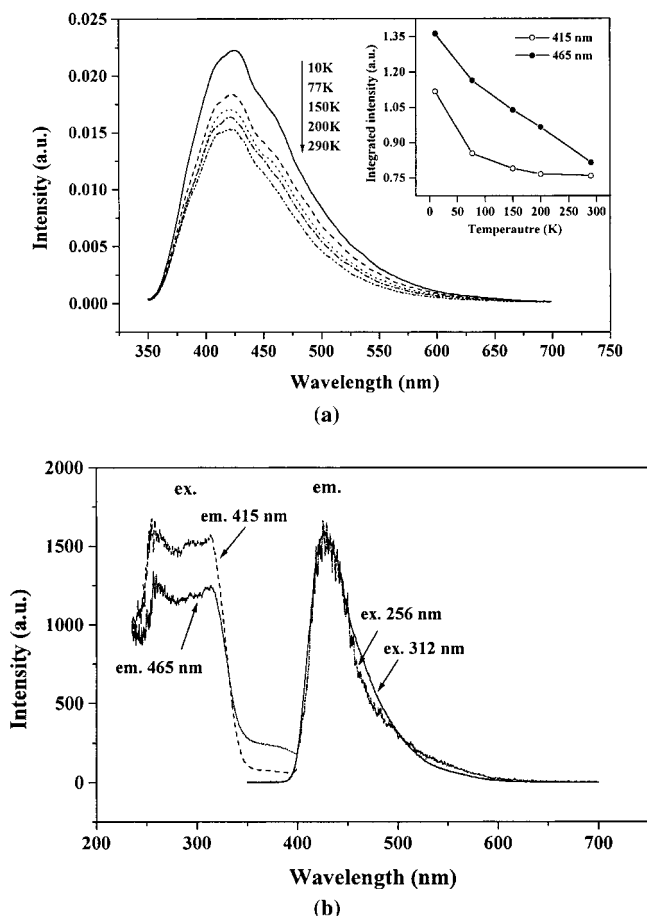 0.025
0.020
0.015
0.010
0.005
0.000
Intensity (a.u.)
350 400 450 500 550 600 650 700 750
Wavelength (nm)
10K
77K
150K
200K
290K
1.35
1.20
1.05
0.90
0.75
Integrated intensity (a.u.)
415 nm
465 nm
0 50 100 150 200 250 300
Temperautre (K)
(a)
2000
1500
1000
500
0
Intensity (a.u.)
ex.
em.
em. 415 nm
em. 465 nm
ex. 256 nm
ex. 312 nm
200 300 400 500 600 700
Wavelength (nm)
(b)